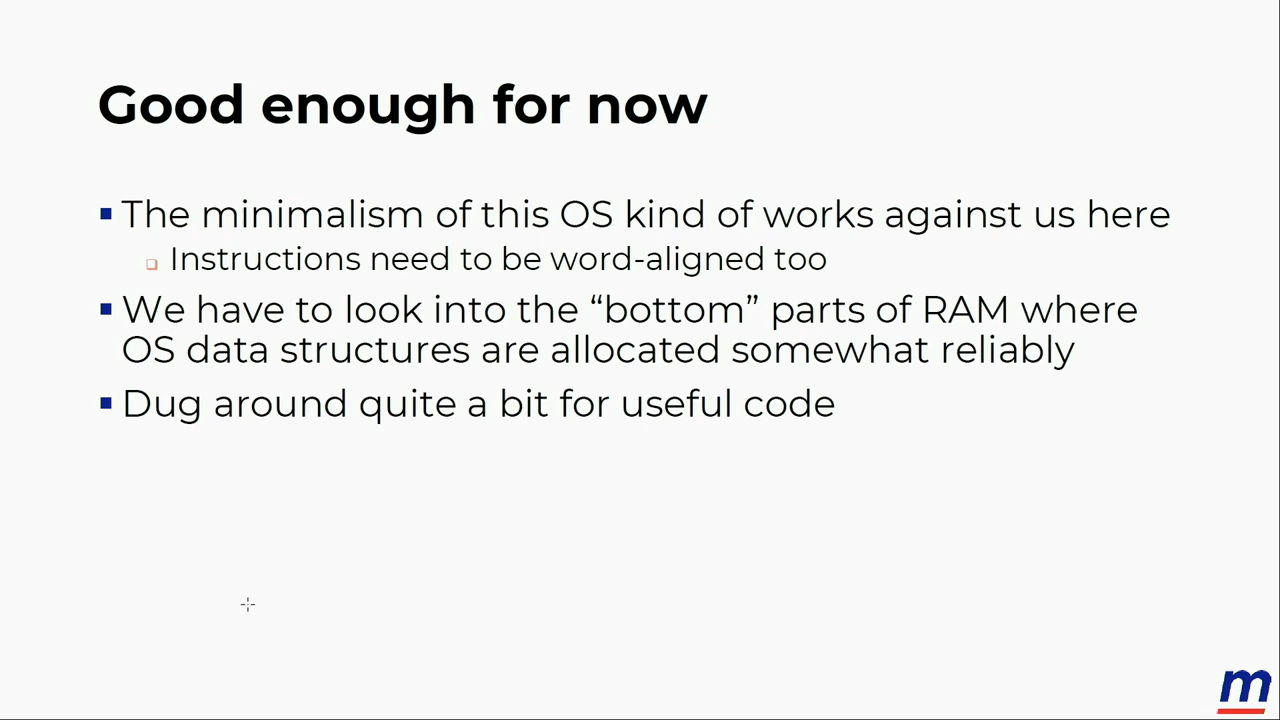 Good enough for now
The minimalism of this OS kind of works against us here
Instructions need to be word-aligned too
We have to look into the “bottom” parts of RAM where
OS data structures are allocated somewhat reliably
Dug around quite a bit for useful code
m